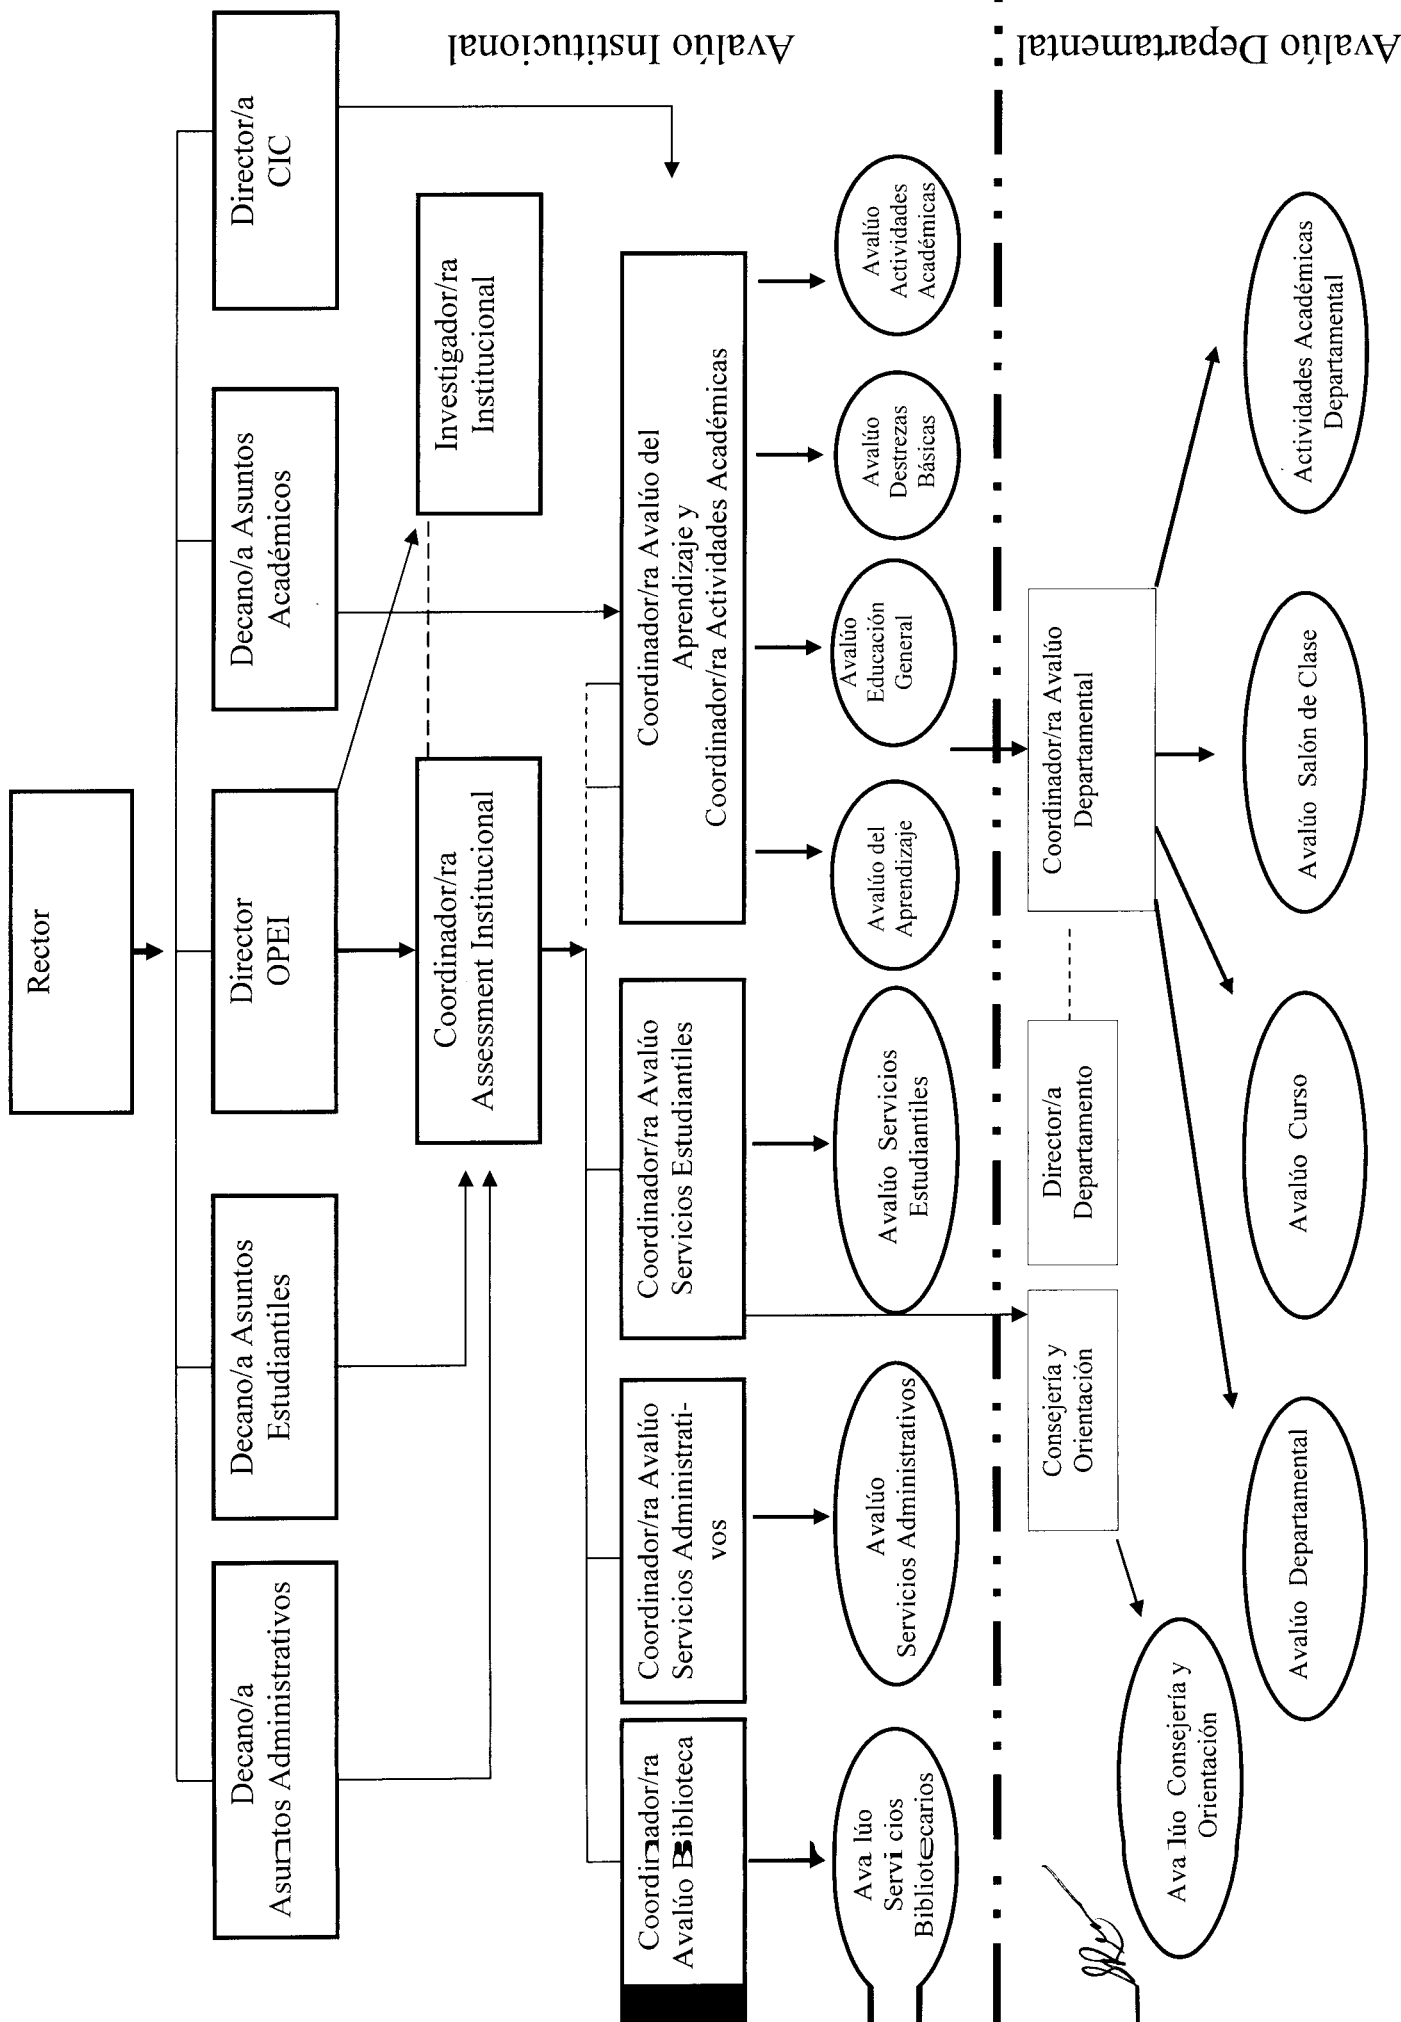 Rector
Decano/a
Asuntos Administrativos
Decano/a Asuntos
Estudiantiles
Director
OPEI
Decano/a Asuntos
Académicos
Director/a
CIC
Coordinador/ra
Assessment Institucional
Investigador/ra
Institucional
Avalúo Institucional
Coordinador/ra
Avalúo Biblioteca
Coordinador/ra Avalúo
Servicios Administrati-
vos
Coordinador/ra Avalúo
Servicios Estudiantiles
Coordinador/ra Avalúo del
Aprendizaje y
Coordinador/ra Actividades Académicas
Avalúo
Servicios
Bibliotecarios
Avalúo
Servicios Administrativos
Avalúo Servicios
Estudiantiles
Avalúo del
Aprendizaje
Avalúo
Educación
General
Avalúo
Destrezas
Básicas
Avalúo
Actividades
Académicas
Avalúo Departamental
Consejería y
Orientación
Director/a
Departamento
Coordinador/ra Avalúo
Departamental
Avalúo Consejería y
Orientación
Avalúo Departamental
Avalúo Curso
Avalúo Salón de Clase
Actividades Académicas
Departamental